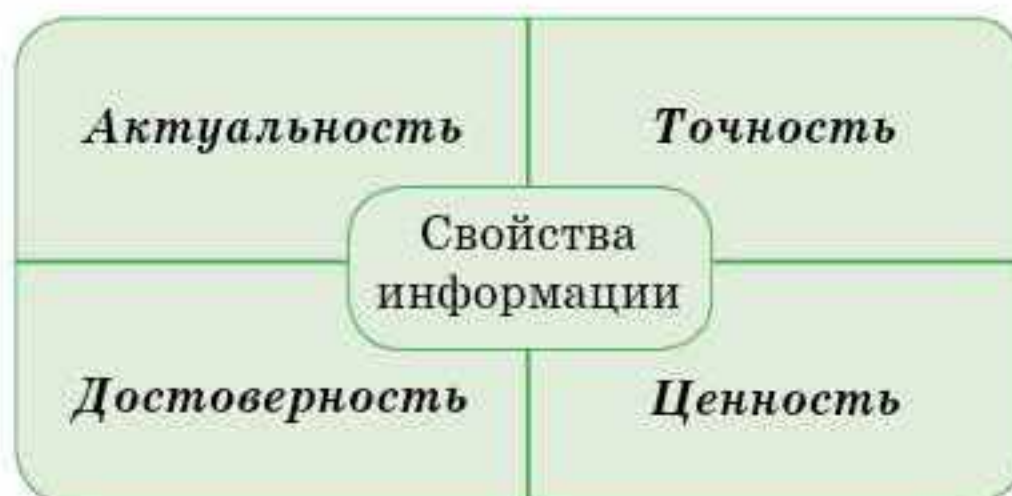 Актуальность
Точность
Свойства
информации
Достоверность
Ценность